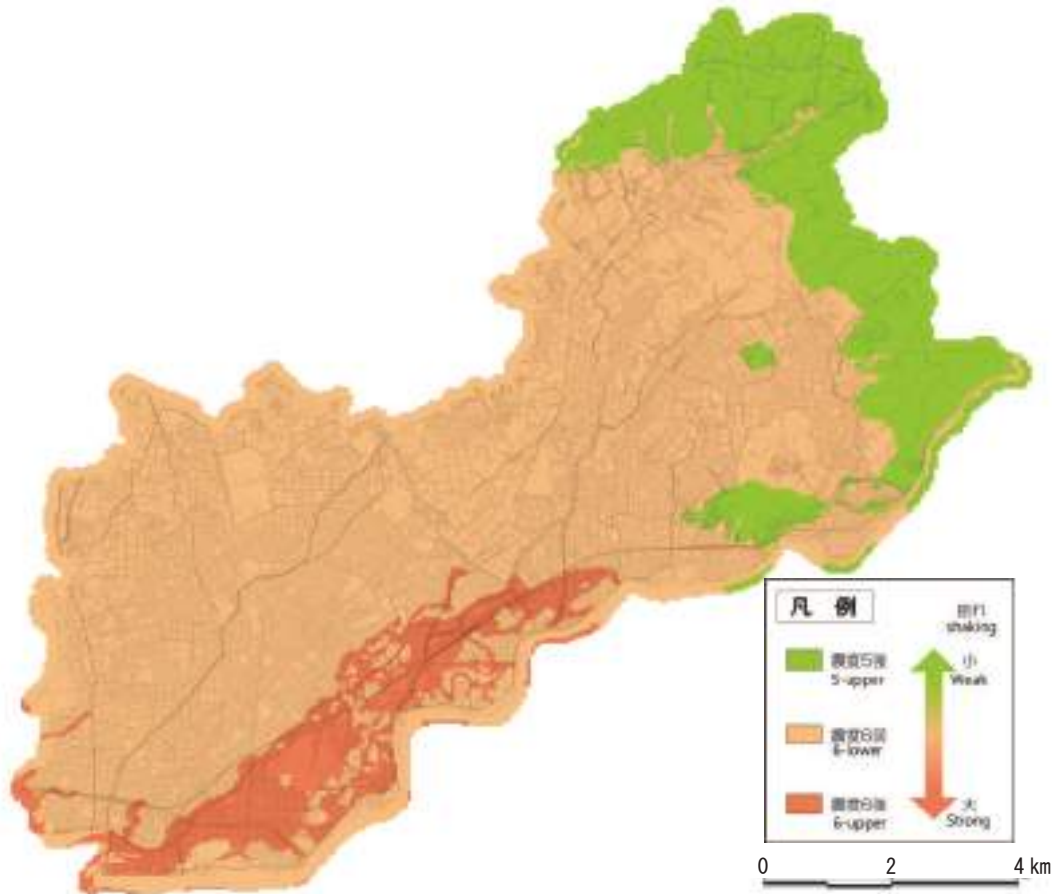 凡 例
揺れ
shaking
小
Weak
震度5強
5-upper
震度6弱
6-lower
震度6強
6-upper
大
Strong
0 2 4 km